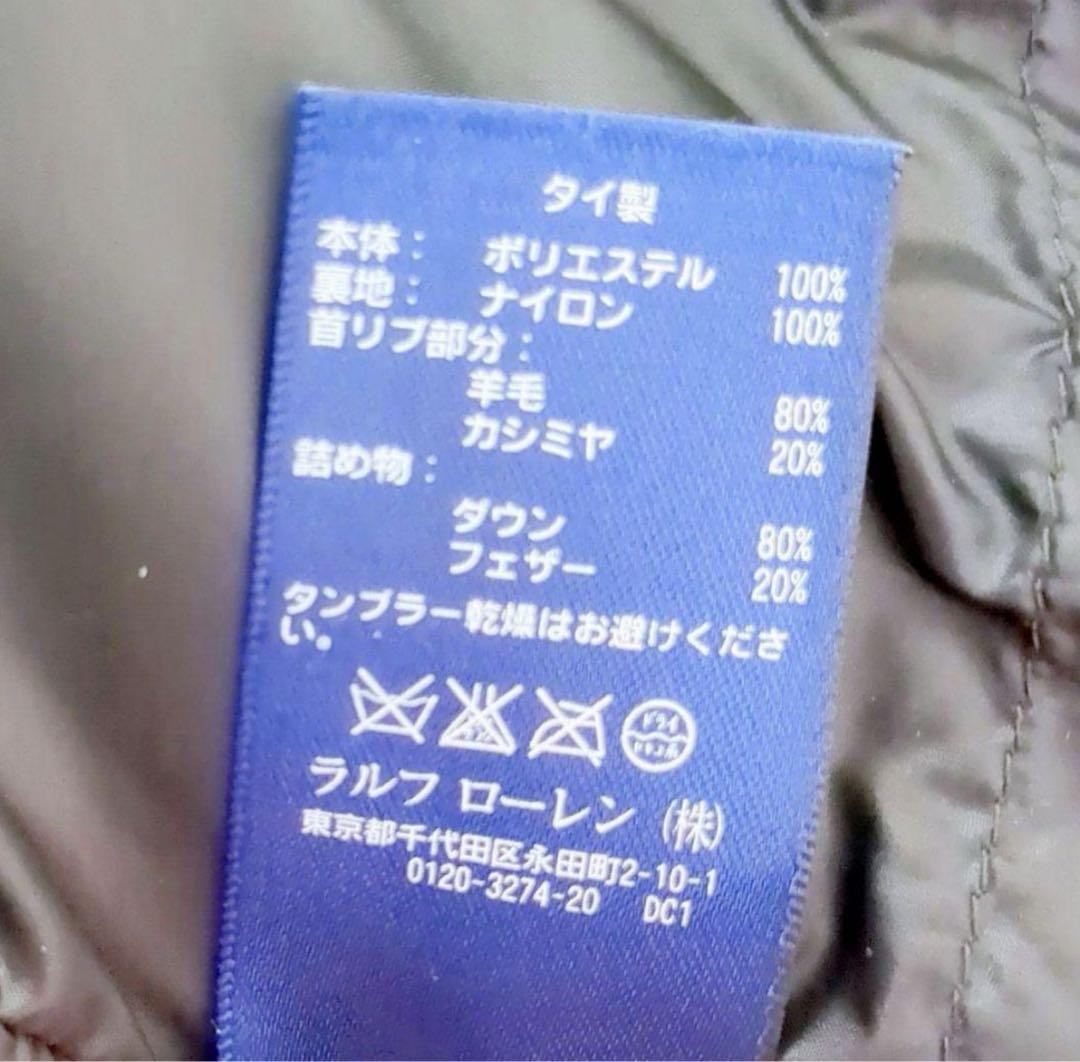 タイ製
本体： ポリエステル 100%
裏地： ナイロン 100%
首リブ部分：
羊毛 80%
カシミヤ 20%
詰め物：
ダウン 80%
フェザー 20%
タンブラー乾燥はお避けくださ
い。
ドライ
ラルフ ローレン (株)
東京都千代田区永田町2-10-1
0120-3274-20 DC1